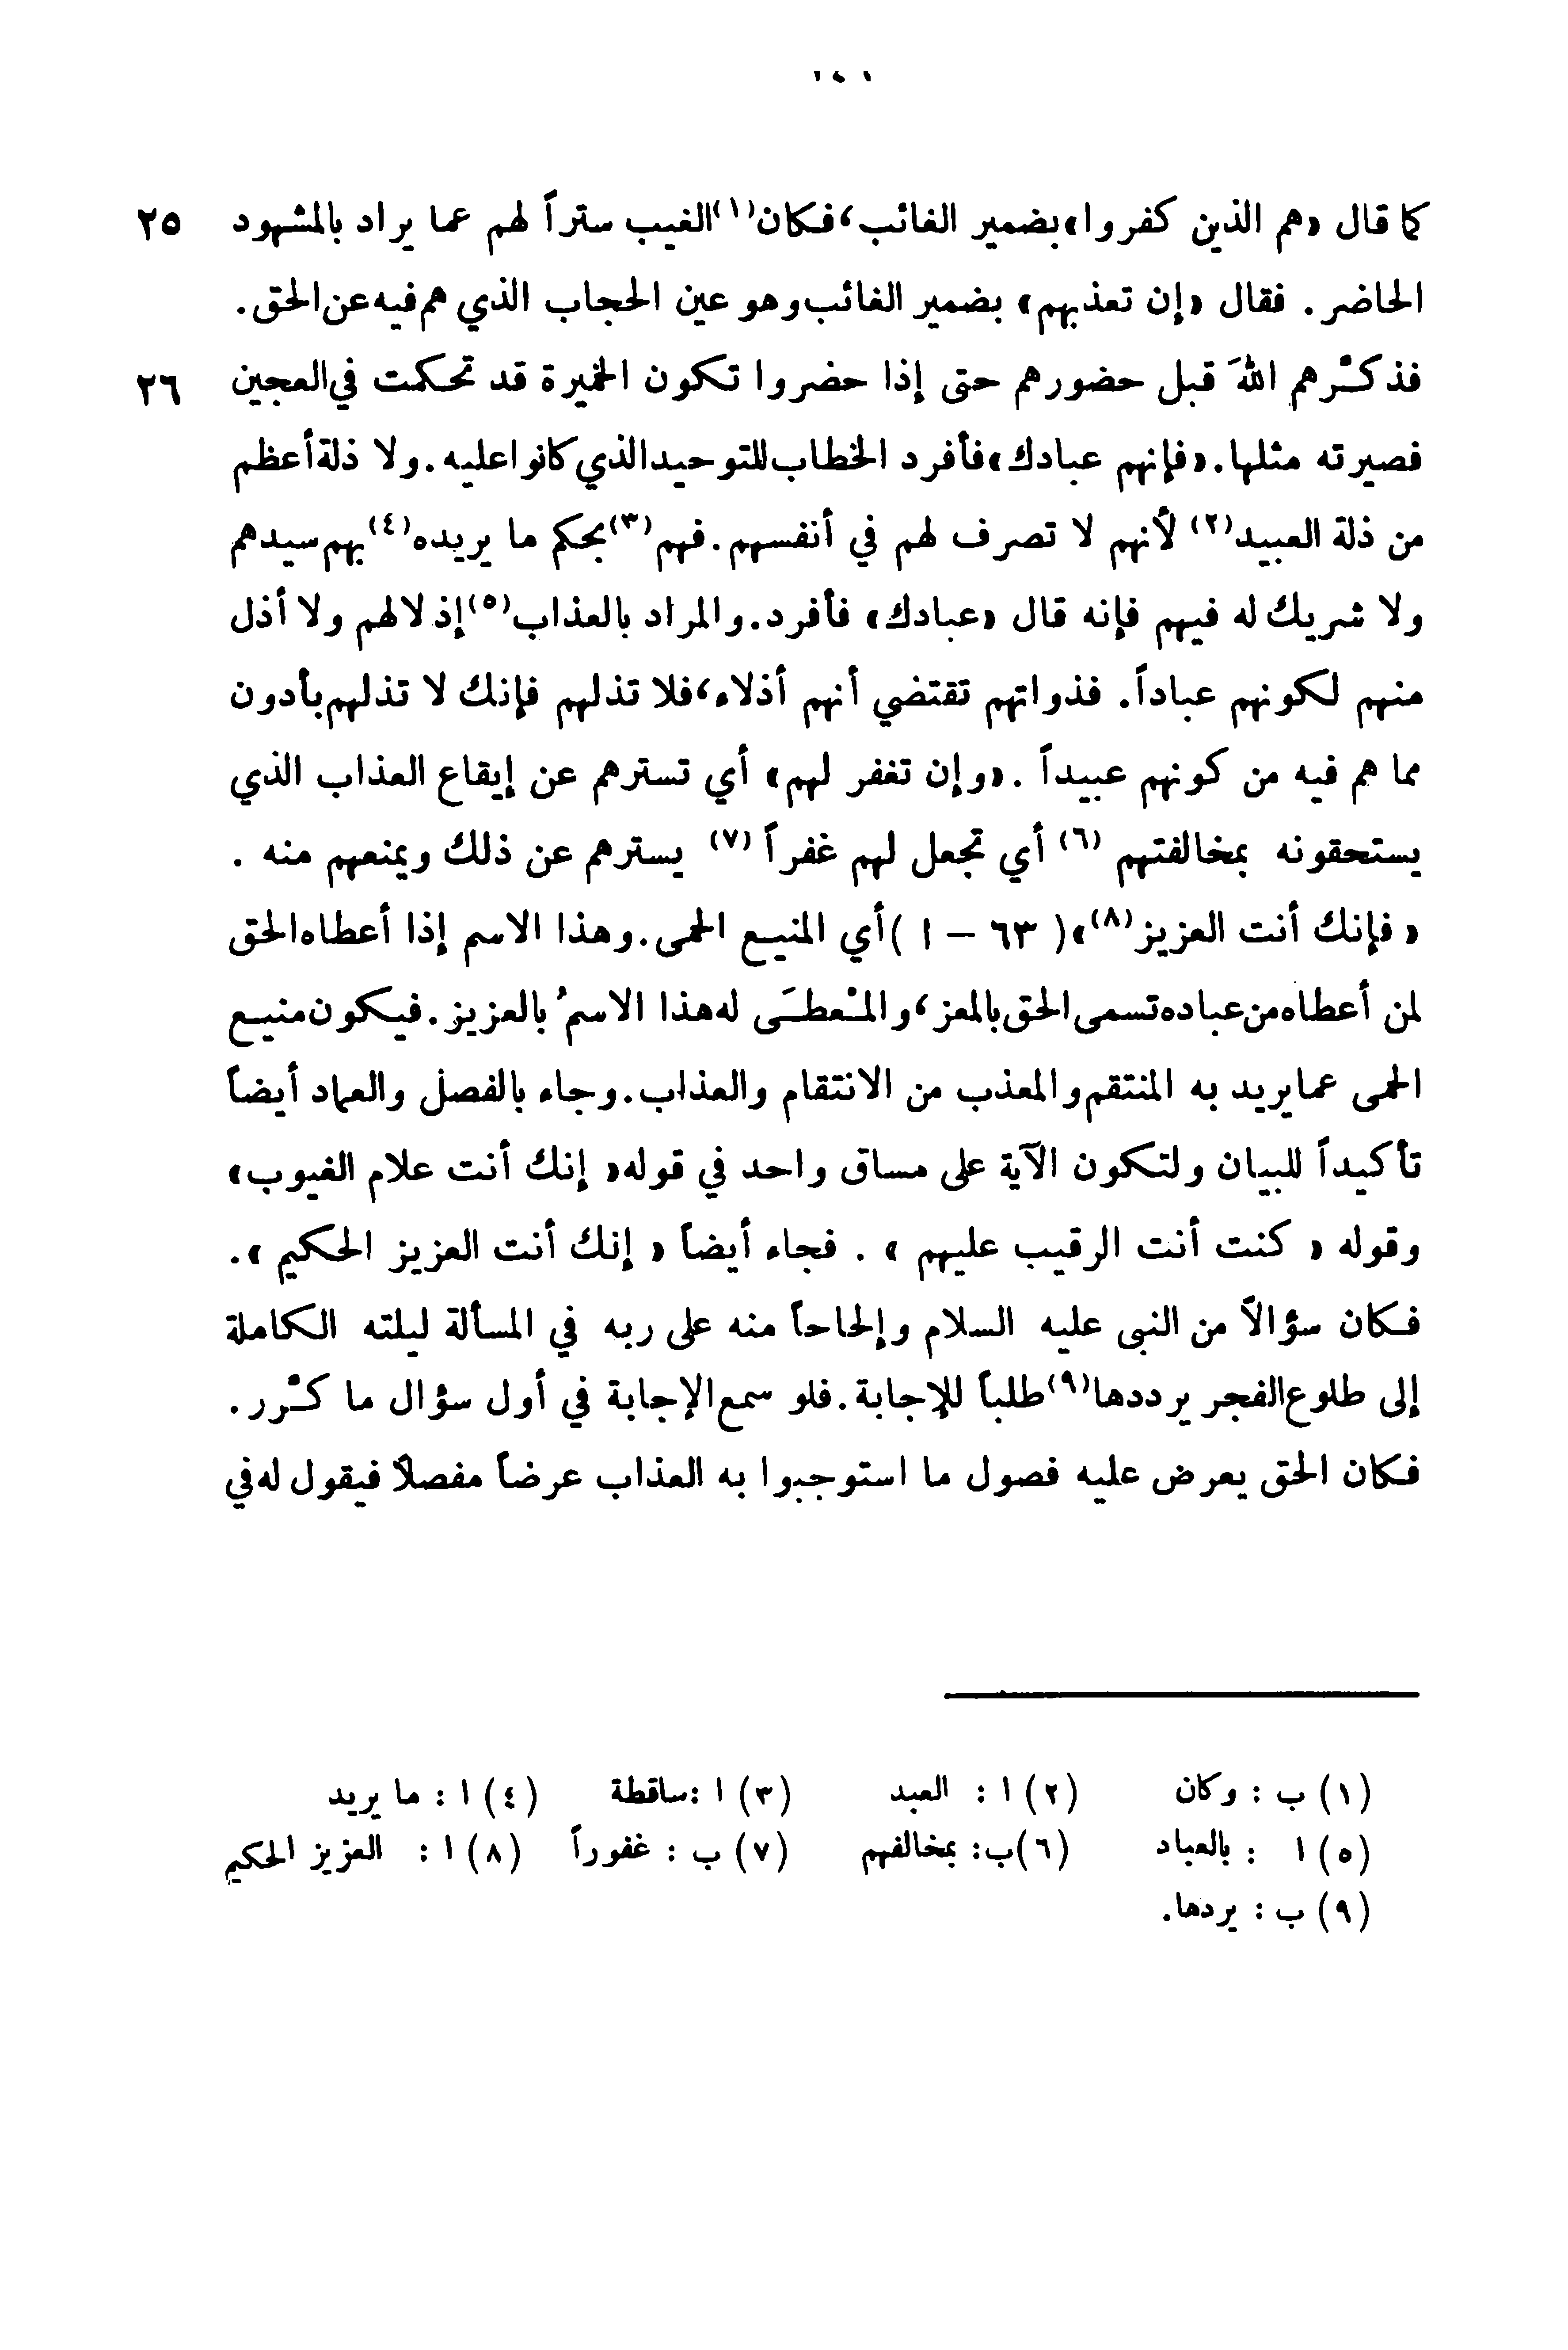 كما قال «هم الذين كفروا» بضمير الغائب، فكان(١) الغيب ستراً لهم عما يراد بالمشهود ٢٥
الحاضر. فقال «إن تعذبهم» بضمير الغائب وهو عين الحجاب الذي هم فيه عن الحق.
فذكَّرهم اللهَ قبل حضورهم حتى إذا حضروا تكون الخميرة قد تحكمت في العجين ٢٦
فصيرته مثلها. «فإنهم عبادك» فأفرد الخطاب للتوحيد الذي كانوا عليه. ولا ذلة أعظم
من ذلة العبيد(٢) لأنهم لا تصرف لهم في أنفسهم. فهم(٣) بحكم ما يريده(٤) بهم سيدهم
ولا شريك له فيهم فإنه قال «عبادك» فأفرد. والمراد بالعذاب(٥) إذلالهم ولا أذل
منهم لكونهم عباداً. فذواتهم تقتضي أنهم أذلاء، فلا تذلهم فإنك لا تذلهم بأدون
مما هم فيه من كونهم عبيداً. «وإن تغفر لهم» أي تسترهم عن إيقاع العذاب الذي
يستحقونه بمخالفتهم (٦) أي تجعل لهم غفراً (٧) يسترهم عن ذلك ويمنعهم منه .
« فإنك أنت العزيز(٨)» ( ٦٣ – ا ) أي المنيع الحمى. وهذا الاسم إذا أعطاه الحق
لمن أعطاه من عباده تسمى الحق بالمعز، والمُعطَى له هذا الاسمُ بالعزيز. فيكون منيع
الحمى عما يريد به المنتقم والمعذب من الانتقام والعذاب. وجاء بالفصل والعماد أيضاً
تأكيداً للبيان ولتكون الآية على مساق واحد في قوله « إنك أنت علام الغيوب»
وقوله « كنت أنت الرقيب عليهم » . فجاء أيضاً « إنك أنت العزيز الحكيم ».
فكان سؤالاً من النبي عليه السلام وإلحاحاً منه على ربه في المسألة ليلته الكاملة
إلى طلوع الفجر يرددها(٩) طلباً للإجابة. فلو سمع الإجابة في أول سؤال ما كرَّر.
فكان الحق يعرض عليه فصول ما استوجبوا به العذاب عرضاً مفصلاً فيقول له في
(١) ب : وكان (٢) ا : العبد (٣) ا : ساقطة (٤) ا : ما يريد
(٥) ا : بالعباد (٦) ب: بمخالفهم (٧) ب : غفوراً (٨) ا : العزيز الحكيم
(٩) ب : يردها.